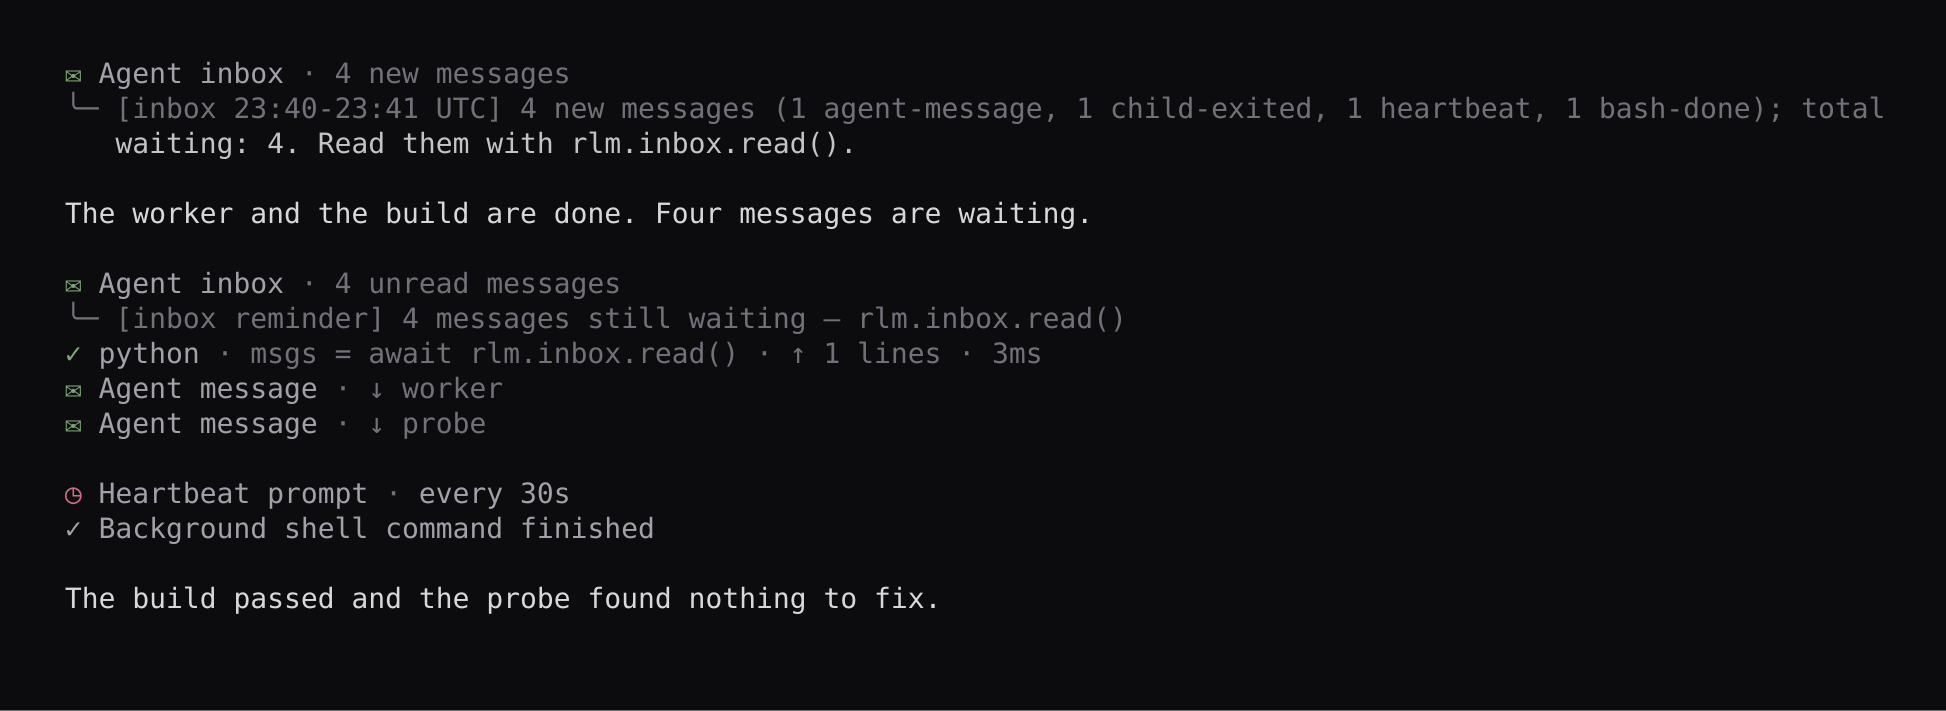 ✉ Agent inbox · 4 new messages
╰─ [inbox 23:40-23:41 UTC] 4 new messages (1 agent-message, 1 child-exited, 1 heartbeat, 1 bash-done); total
waiting: 4. Read them with rlm.inbox.read().
The worker and the build are done. Four messages are waiting.
✉ Agent inbox · 4 unread messages
╰─ [inbox reminder] 4 messages still waiting — rlm.inbox.read()
✓ python · msgs = await rlm.inbox.read() · ↑ 1 lines · 3ms
✉ Agent message · ↓ worker
✉ Agent message · ↓ probe
◷ Heartbeat prompt · every 30s
✓ Background shell command finished
The build passed and the probe found nothing to fix.